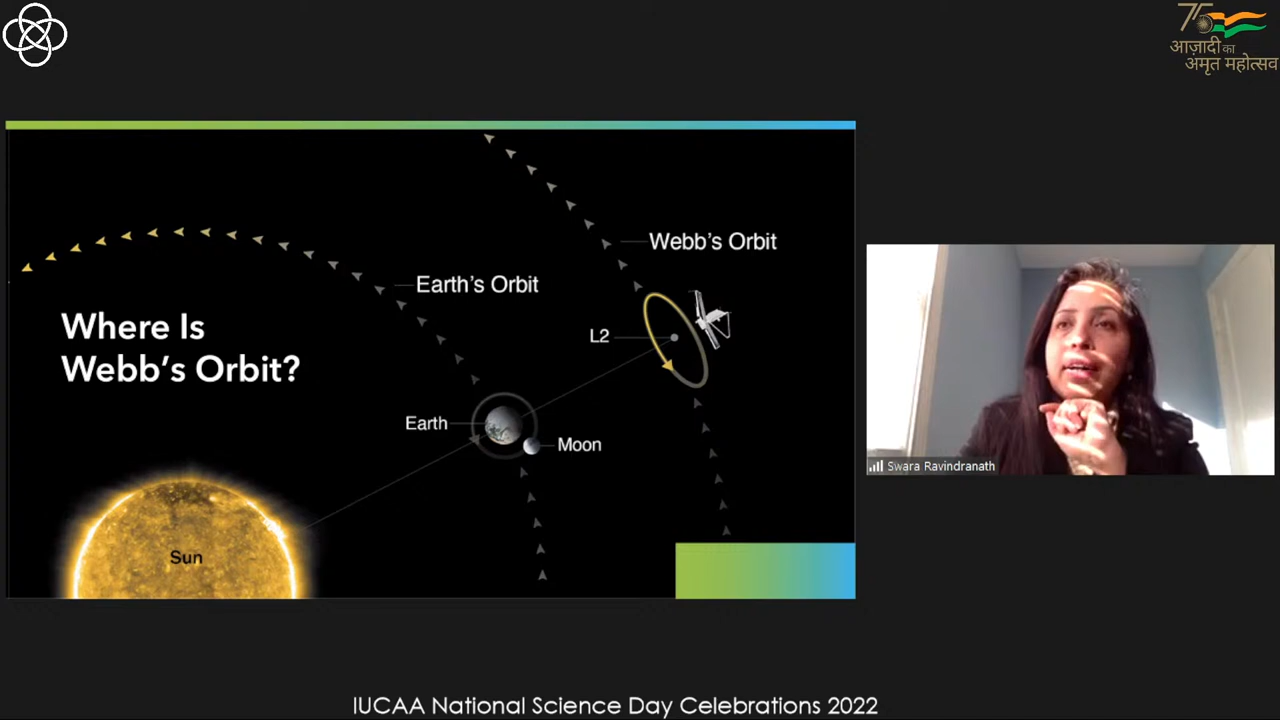 75
आज़ादी का
अमृत महोत्सव
Webb's Orbit
Earth's Orbit
Where Is
Webb's Orbit?
L2
Earth
Moon
Sun
Swara Ravindranath
IUCAA National Science Day Celebrations 2022